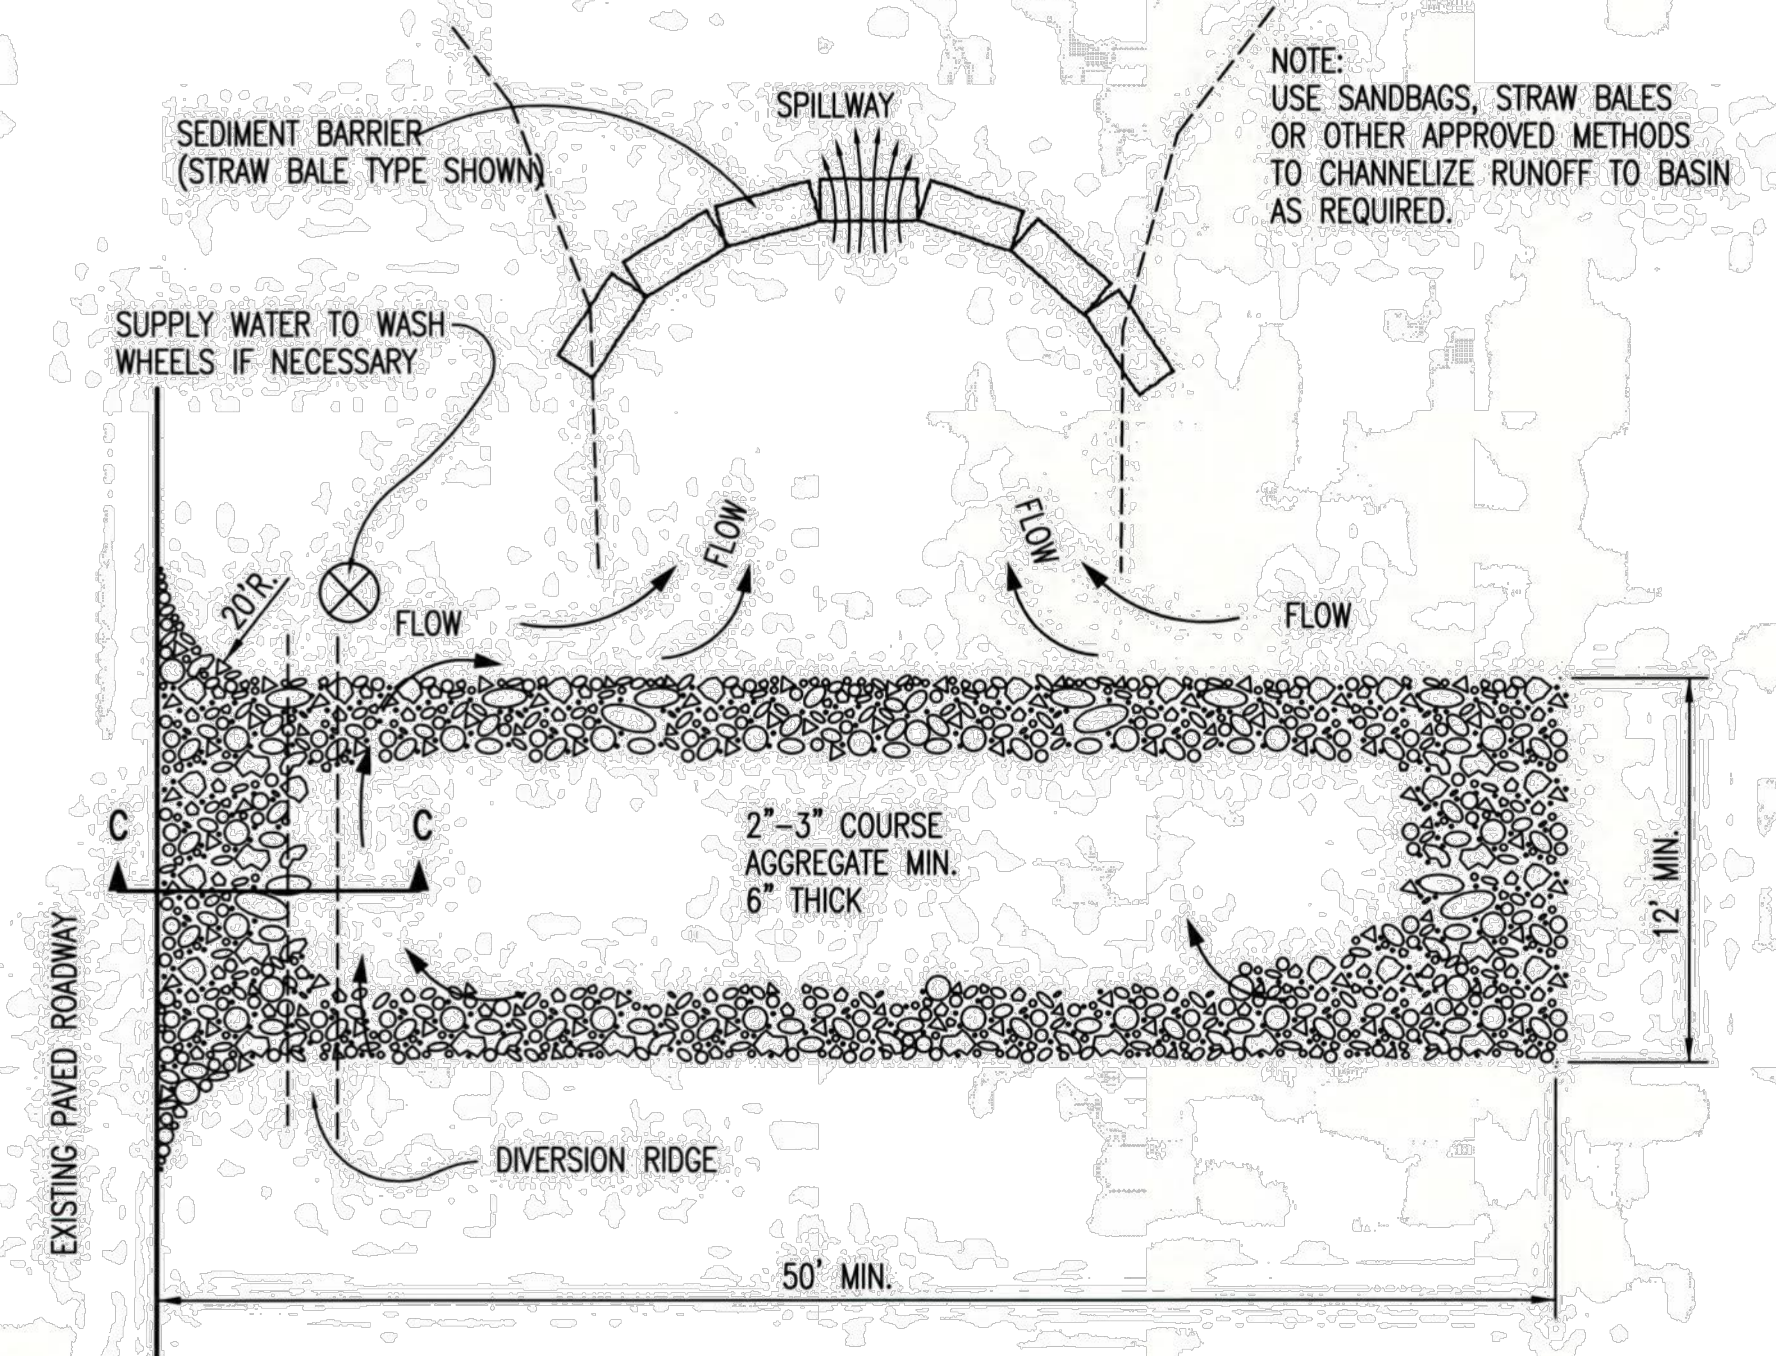 SPILLWAY
NOTE:
USE SANDBAGS, STRAW BALES
OR OTHER APPROVED METHODS
TO CHANNELIZE RUNOFF TO BASIN
AS REQUIRED.
SEDIMENT BARRIER
(STRAW BALE TYPE SHOWN)
SUPPLY WATER TO WASH
WHEELS IF NECESSARY
FLOW
FLOW
20'R.
FLOW
FLOW
C
C
2"-3" COURSE
AGGREGATE MIN.
6" THICK
12' MIN.
EXISTING PAVED ROADWAY
DIVERSION RIDGE
50' MIN.